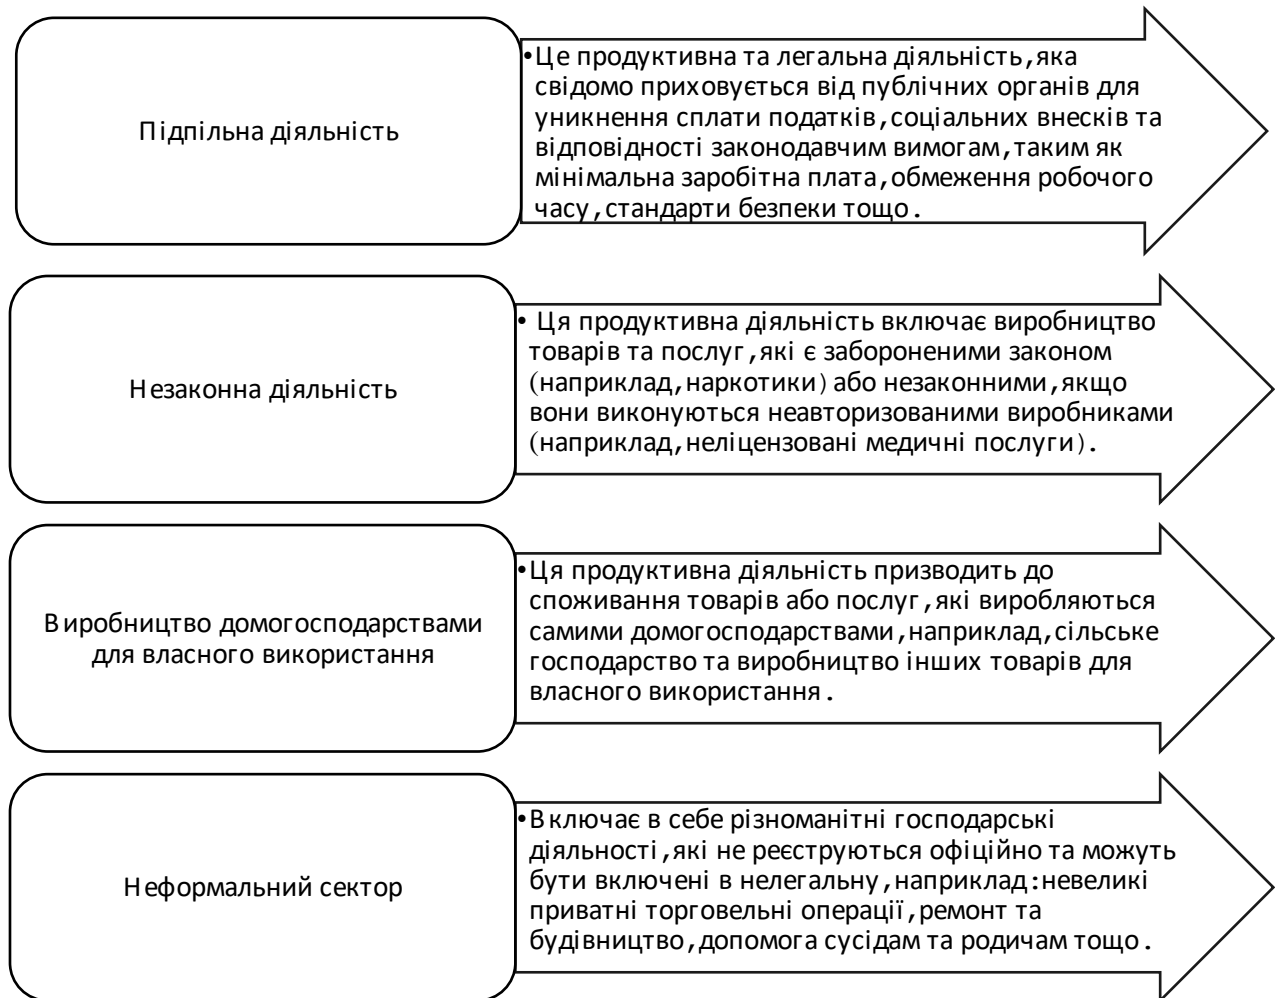 Підпільна діяльність
•Це продуктивна та легальна діяльність,яка
свідомо приховується від публічних органів для
уникнення сплати податків,соціальних внесків та
відповідності законодавчим вимогам,таким як
мінімальна заробітна плата,обмеження робочого
часу,стандарти безпеки тощо.
Незаконна діяльність
• Ця продуктивна діяльність включає виробництво
товарів та послуг,які є забороненими законом
(наприклад,наркотики) або незаконними,якщо
вони виконуються неавторизованими виробниками
(наприклад,неліцензовані медичні послуги).
Виробництво домогосподарствами
для власного використання
•Ця продуктивна діяльність призводить до
споживання товарів або послуг,які виробляються
самими домогосподарствами,наприклад,сільське
господарство та виробництво інших товарів для
власного використання.
Неформальний сектор
•Включає в себе різноманітні господарські
діяльності,які не реєструються офіційно та можуть
бути включені в нелегальну,наприклад:невеликі
приватні торговельні операції,ремонт та
будівництво,допомога сусідам та родичам тощо.